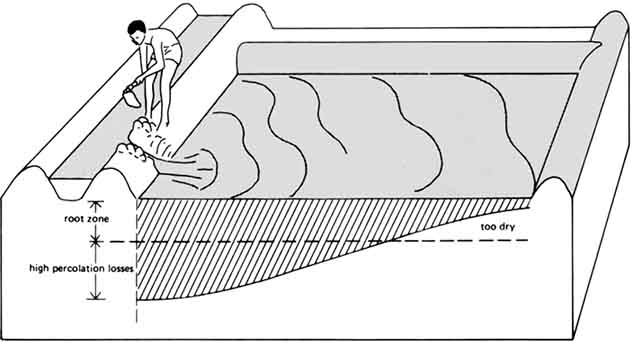 root zone
too dry
high percolation losses